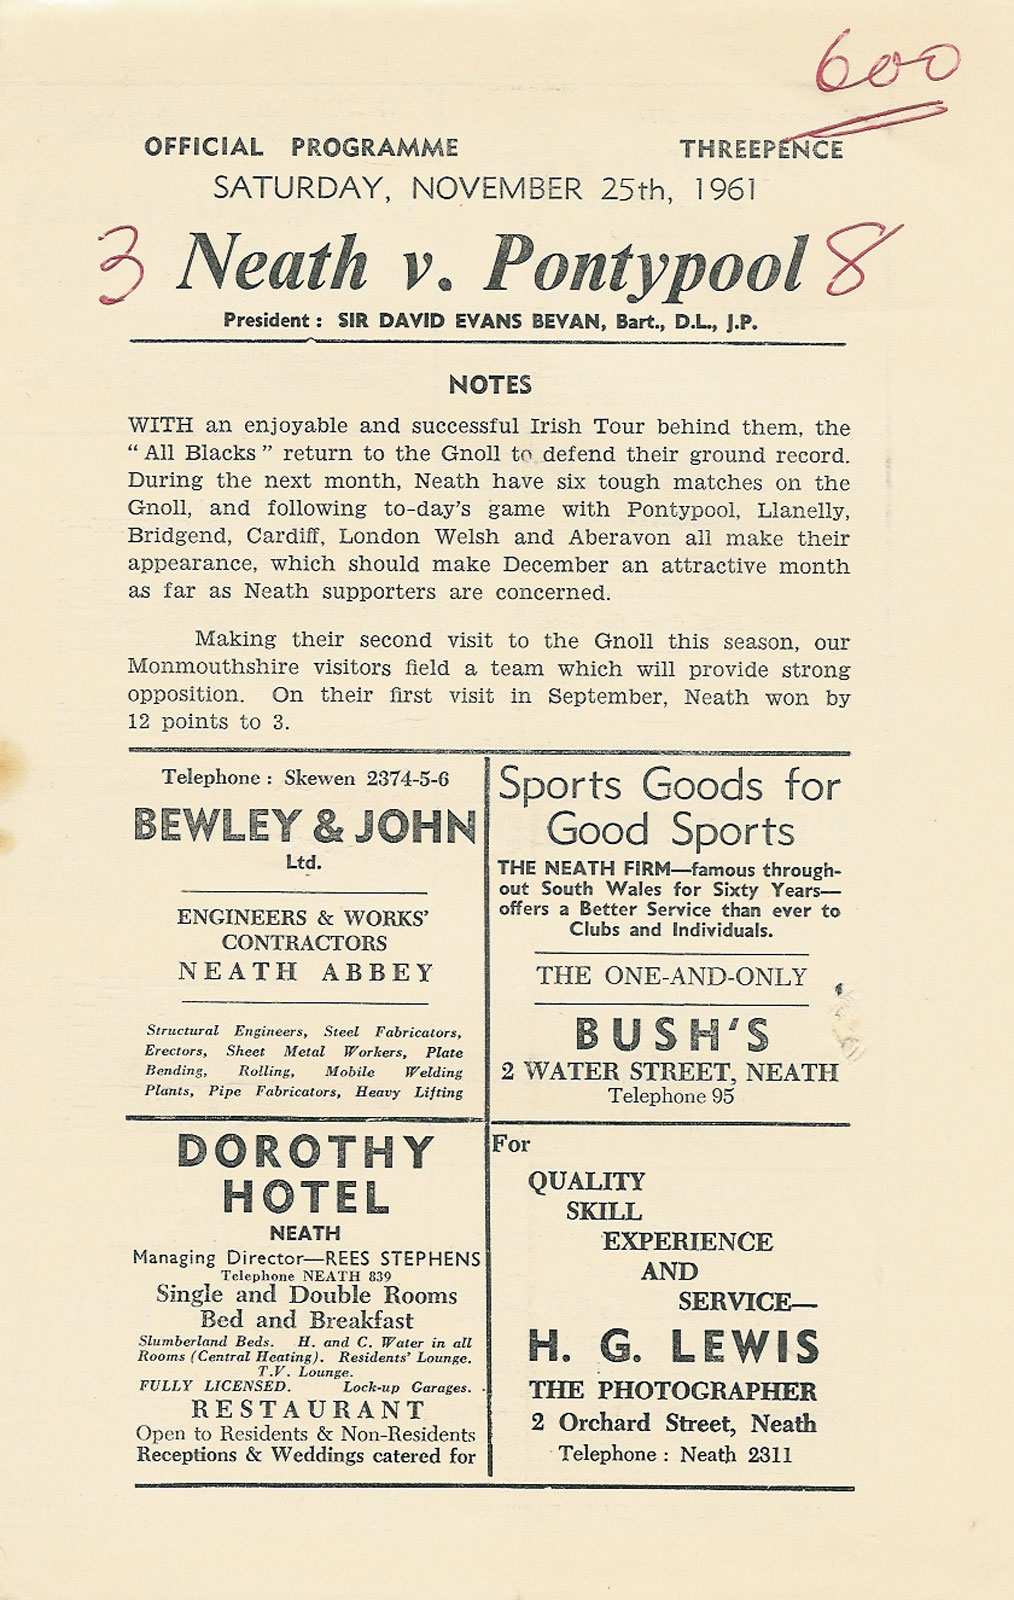 600
OFFICIAL PROGRAMME THREEPENCE
SATURDAY, NOVEMBER 25th, 1961
3 Neath v. Pontypool 8
President : SIR DAVID EVANS BEVAN, Bart., D.L., J.P.
NOTES
WITH an enjoyable and successful Irish Tour behind them, the
“ All Blacks ” return to the Gnoll to defend their ground record.
During the next month, Neath have six tough matches on the
Gnoll, and following to-day's game with Pontypool, Llanelly,
Bridgend, Cardiff, London Welsh and Aberavon all make their
appearance, which should make December an attractive month
as far as Neath supporters are concerned.
Making their second visit to the Gnoll this season, our
Monmouthshire visitors field a team which will provide strong
opposition. On their first visit in September, Neath won by
12 points to 3.
Telephone : Skewen 2374-5-6
BEWLEY & JOHN
Ltd.
ENGINEERS & WORKS'
CONTRACTORS
NEATH ABBEY
Structural Engineers, Steel Fabricators,
Erectors, Sheet Metal Workers, Plate
Bending, Rolling, Mobile Welding
Plants, Pipe Fabricators, Heavy Lifting
Sports Goods for
Good Sports
THE NEATH FIRM—famous through-
out South Wales for Sixty Years—
offers a Better Service than ever to
Clubs and Individuals.
THE ONE-AND-ONLY
BUSH'S
2 WATER STREET, NEATH
Telephone 95
DOROTHY
HOTEL
NEATH
Managing Director—REES STEPHENS
Telephone NEATH 839
Single and Double Rooms
Bed and Breakfast
Slumberland Beds. H. and C. Water in all
Rooms (Central Heating). Residents' Lounge.
T.V. Lounge.
FULLY LICENSED. Lock-up Garages.
RESTAURANT
Open to Residents & Non-Residents
Receptions & Weddings catered for
For
QUALITY
SKILL
EXPERIENCE
AND
SERVICE—
H. G. LEWIS
THE PHOTOGRAPHER
2 Orchard Street, Neath
Telephone : Neath 2311